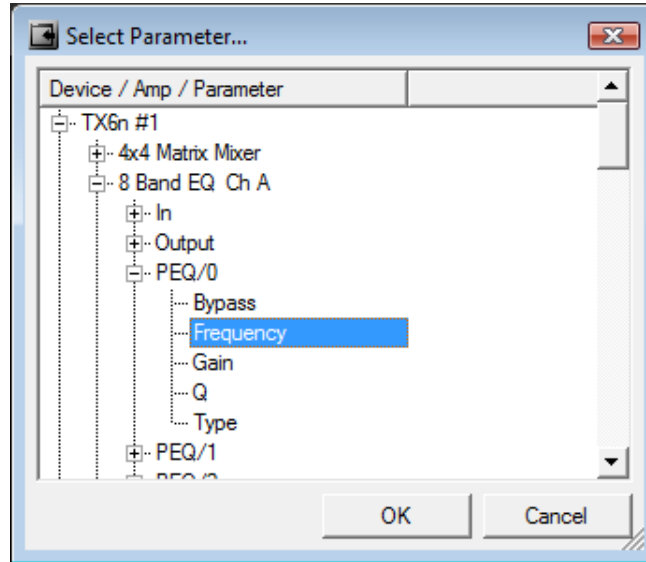 Select Parameter...
Device / Amp / Parameter
TX6n #1
4x4 Matrix Mixer
8 Band EQ Ch A
In
Output
PEQ/0
Bypass
Frequency
Gain
Q
Type
PEQ/1
OK
Cancel